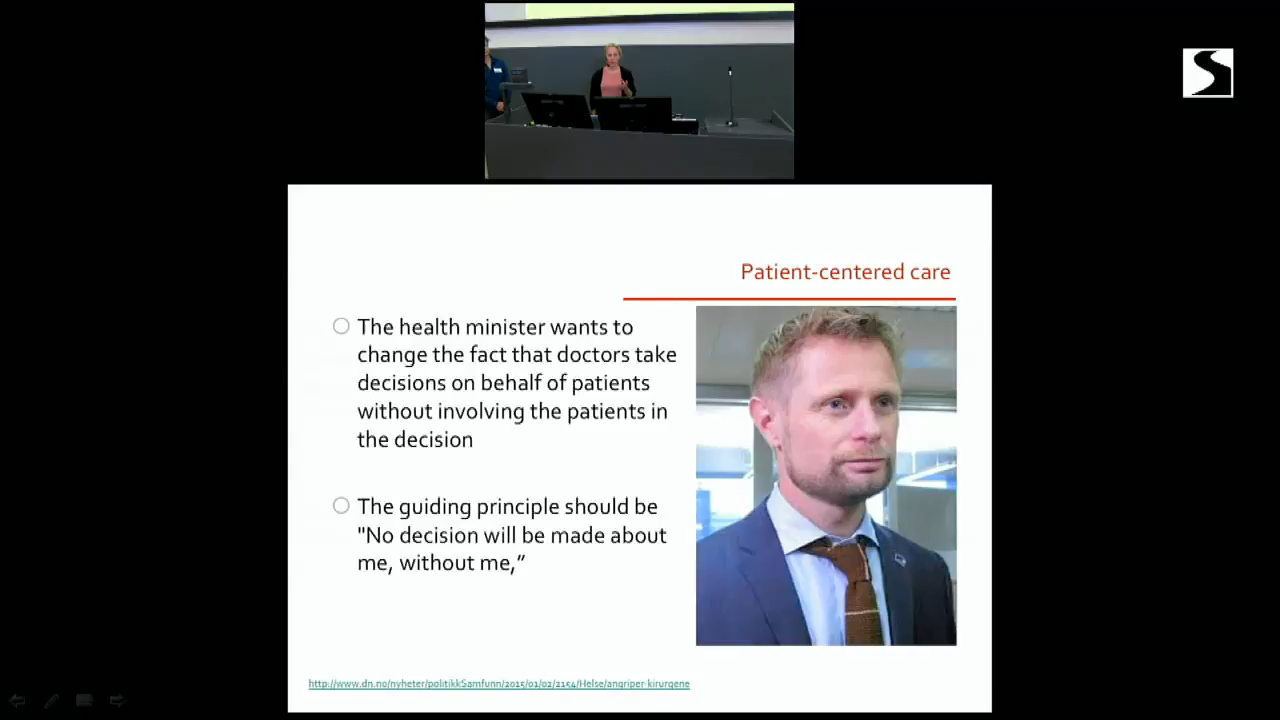 Patient-centered care
The health minister wants to
change the fact that doctors take
decisions on behalf of patients
without involving the patients in
the decision
The guiding principle should be
"No decision will be made about
me, without me,”
http://www.dn.no/nyheter/politikkSamfunn/2015/01/02/2154/Helse/angriper-kirurgene